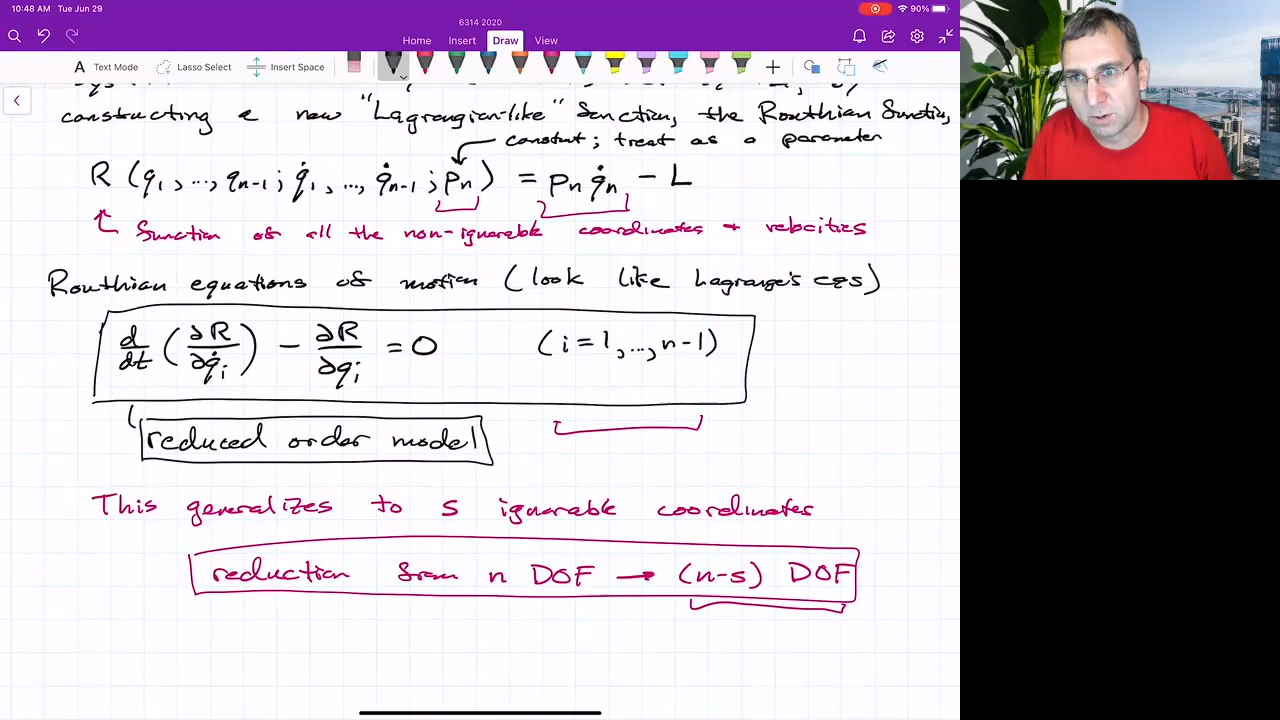 10:48 AM Tue Jun 29
90%
6314 2020
Home Insert Draw View
Text Mode Lasso Select Insert Space
constructing a new "Lagrangian-like" function, the Routhian function,
constant; treat as a parameter
R (q₁,...,qₙ₋₁; q̇₁,...,q̇ₙ₋₁; pₙ) = pₙ q̇ₙ - L
function of all the non-ignorable coordinates + velocities
Routhian equations of motion (look like Lagrange's eqs)
d/dt (∂R/∂q̇ᵢ) - ∂R/∂qᵢ = 0 (i=1,...,n-1)
reduced order model
This generalizes to s ignorable coordinates
reduction from n DOF → (n-s) DOF